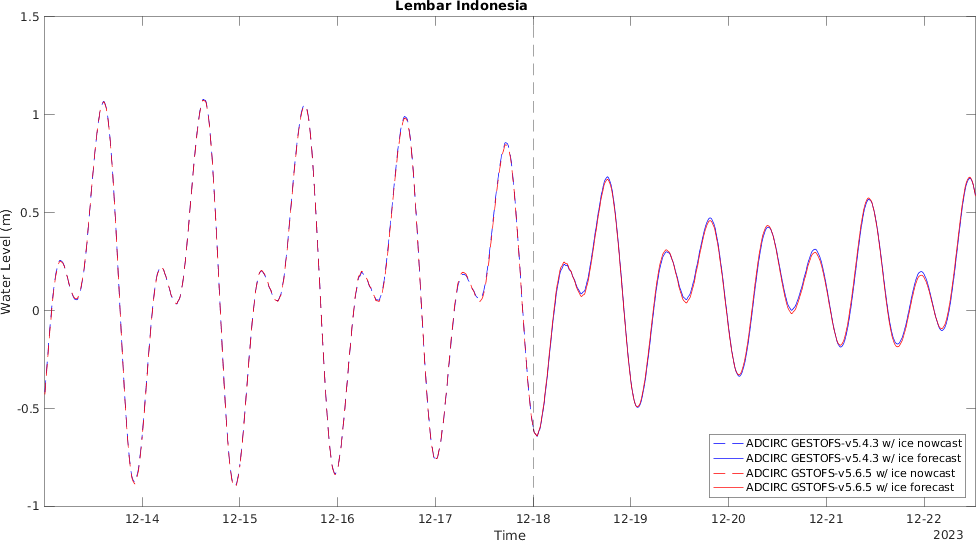 Lembar Indonesia
1.5
1
0.5
0
-0.5
-1
Water Level (m)
ADCIRC GESTOFS-v5.4.3 w/ ice nowcast
ADCIRC GESTOFS-v5.4.3 w/ ice forecast
ADCIRC GSTOFS-v5.6.5 w/ ice nowcast
ADCIRC GSTOFS-v5.6.5 w/ ice forecast
12-14 12-15 12-16 12-17 12-18 12-19 12-20 12-21 12-22
Time
2023